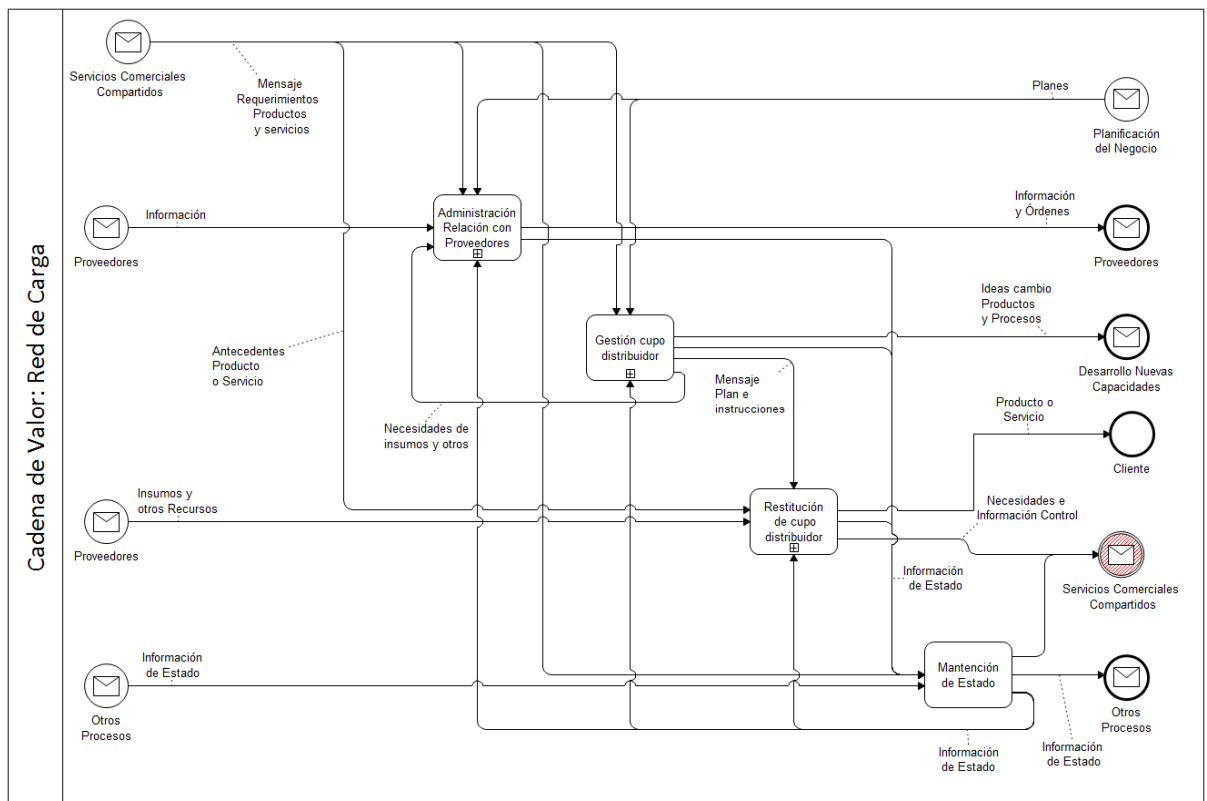 Cadena de Valor: Red de Carga
Servicios Comerciales
Compartidos
Mensaje
Requerimientos
Productos
y servicios
Planes
Planificación
del Negocio
Información
Proveedores
Administración
Relación con
Proveedores
Información
y Órdenes
Proveedores
Ideas cambio
Productos
y Procesos
Desarrollo Nuevas
Capacidades
Gestión cupo
distribuidor
Antecedentes
Producto
o Servicio
Mensaje
Plan e
instrucciones
Necesidades de
insumos y otros
Producto o
Servicio
Cliente
Insumos y
otros Recursos
Proveedores
Restitución
de cupo
distribuidor
Necesidades e
Información Control
Servicios Comerciales
Compartidos
Información
de Estado
Información
de Estado
Otros
Procesos
Mantención
de Estado
Otros
Procesos
Información
de Estado
Información
de Estado